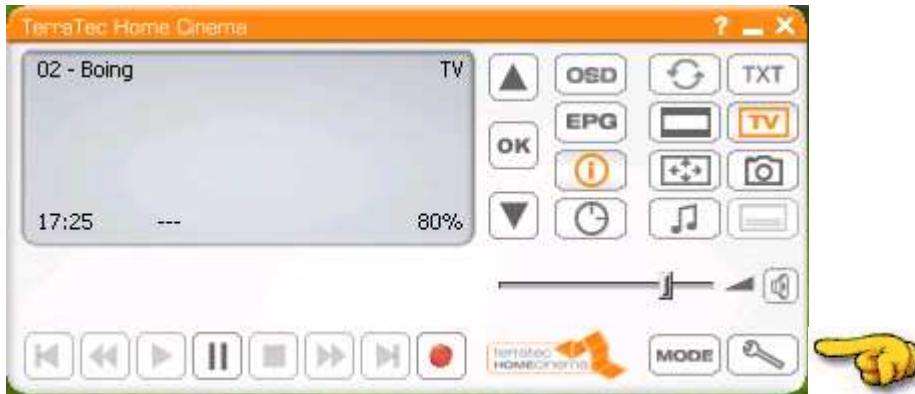 TerraTec Home Cinema ? _ X
02 - Boing TV
OSD TXT
EPG TV
OK
i
17:25 --- 80%
terratec
HOMECinema
MODE